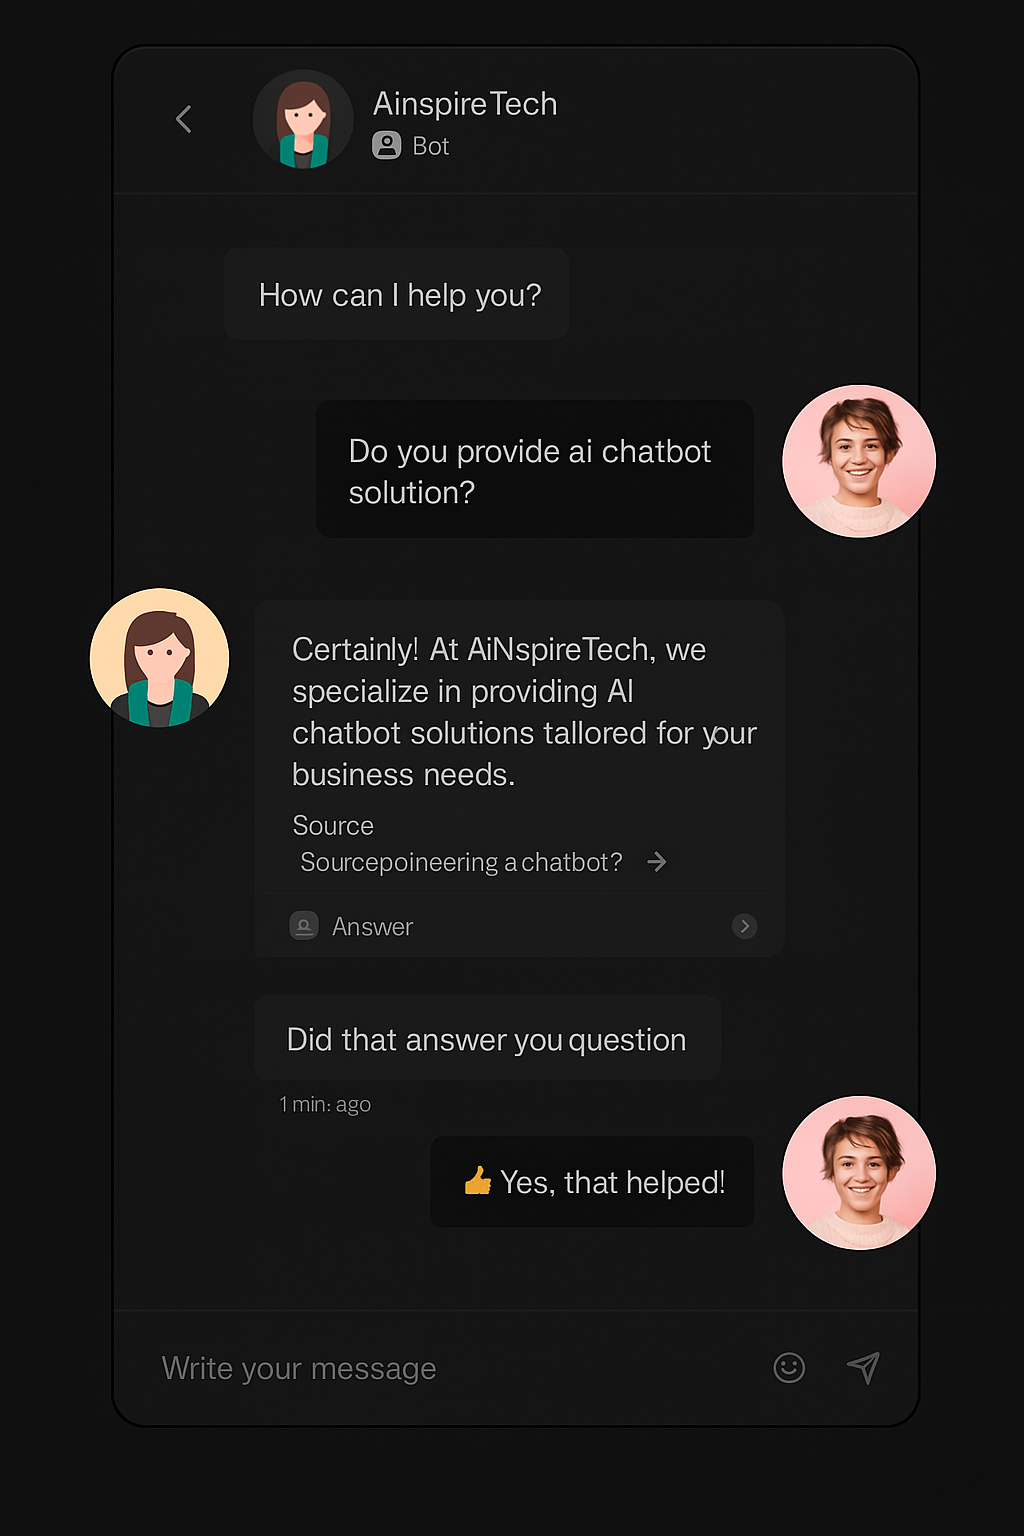 AinspireTech
Bot
How can I help you?
Do you provide ai chatbot
solution?
Certainly! At AiNspireTech, we
specialize in providing AI
chatbot solutions tallored for your
business needs.
Source
Sourcepoineering a chatbot?
Answer
Did that answer you question
1 min: ago
👍 Yes, that helped!
Write your message